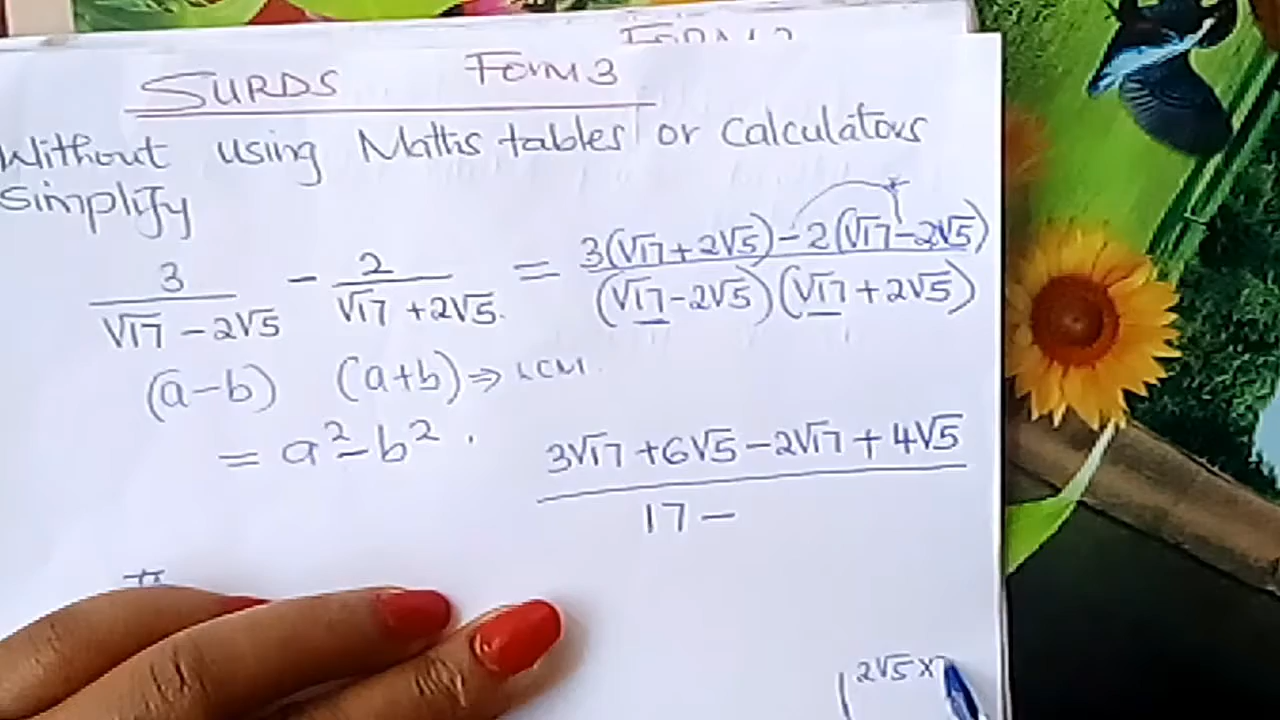 SURDS Form 3
Without using Maths tables or Calculators
Simplify
3/(√17 - 2√5) - 2/(√17 + 2√5) = (3(√17 + 2√5) - 2(√17 - 2√5))/((√17 - 2√5)(√17 + 2√5))
(a-b) (a+b) ⇒ LCM.
= a² - b².
(3√17 + 6√5 - 2√17 + 4√5)/(17 -
2√5 ×